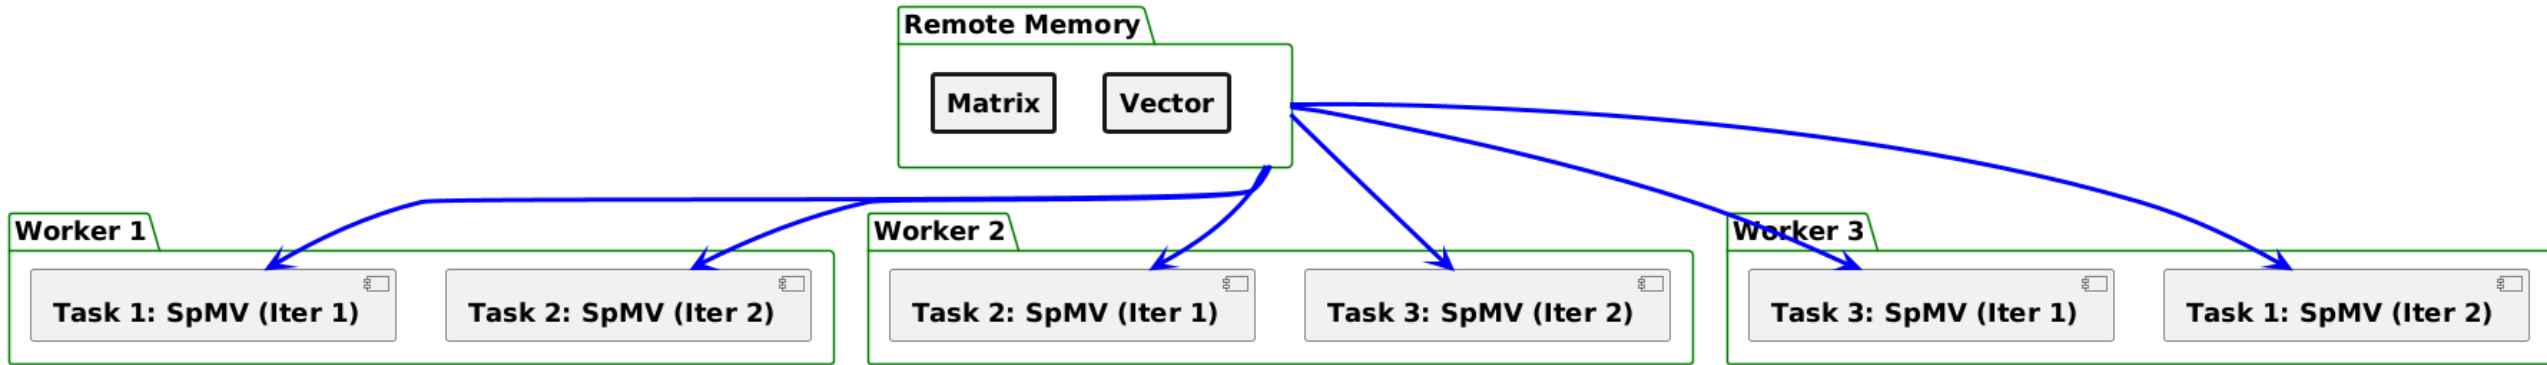 Remote Memory
Matrix
Vector
Worker 1
Worker 2
Worker 3
Task 1: SpMV (Iter 1)
Task 2: SpMV (Iter 2)
Task 2: SpMV (Iter 1)
Task 3: SpMV (Iter 2)
Task 3: SpMV (Iter 1)
Task 1: SpMV (Iter 2)